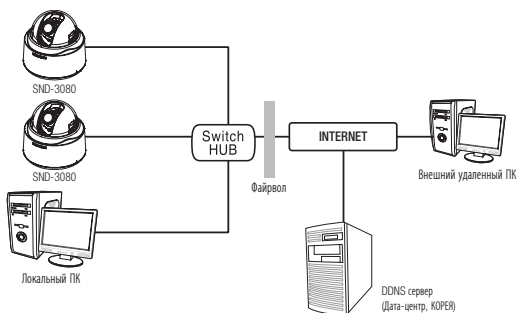 SND-3080
SND-3080
Локальный ПК
Switch
HUB
Файрвол
INTERNET
Внешний удаленный ПК
DDNS сервер
(Дата-центр, КОРЕЯ)